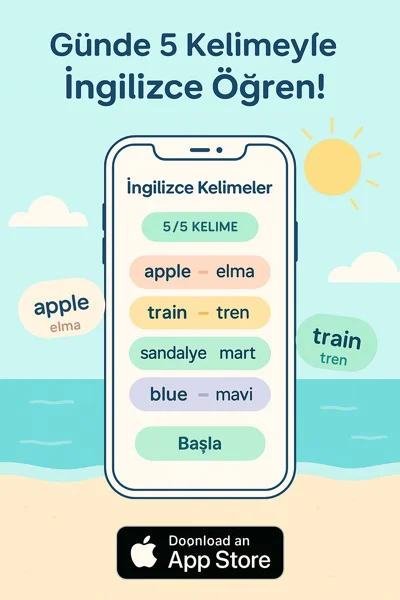 Günde 5 Kelimeyle
İngilizce Öğren!
İngilizce Kelimeler
5/5 KELIME
apple – elma
train – tren
sandalye mart
blue – mavi
Başla
apple
elma
train
tren
Doonload an
App Store